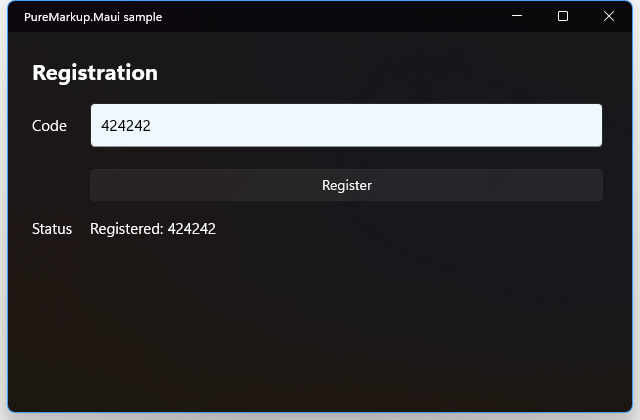 PureMarkup.Maui sample
Registration
Code 424242
Register
Status Registered: 424242